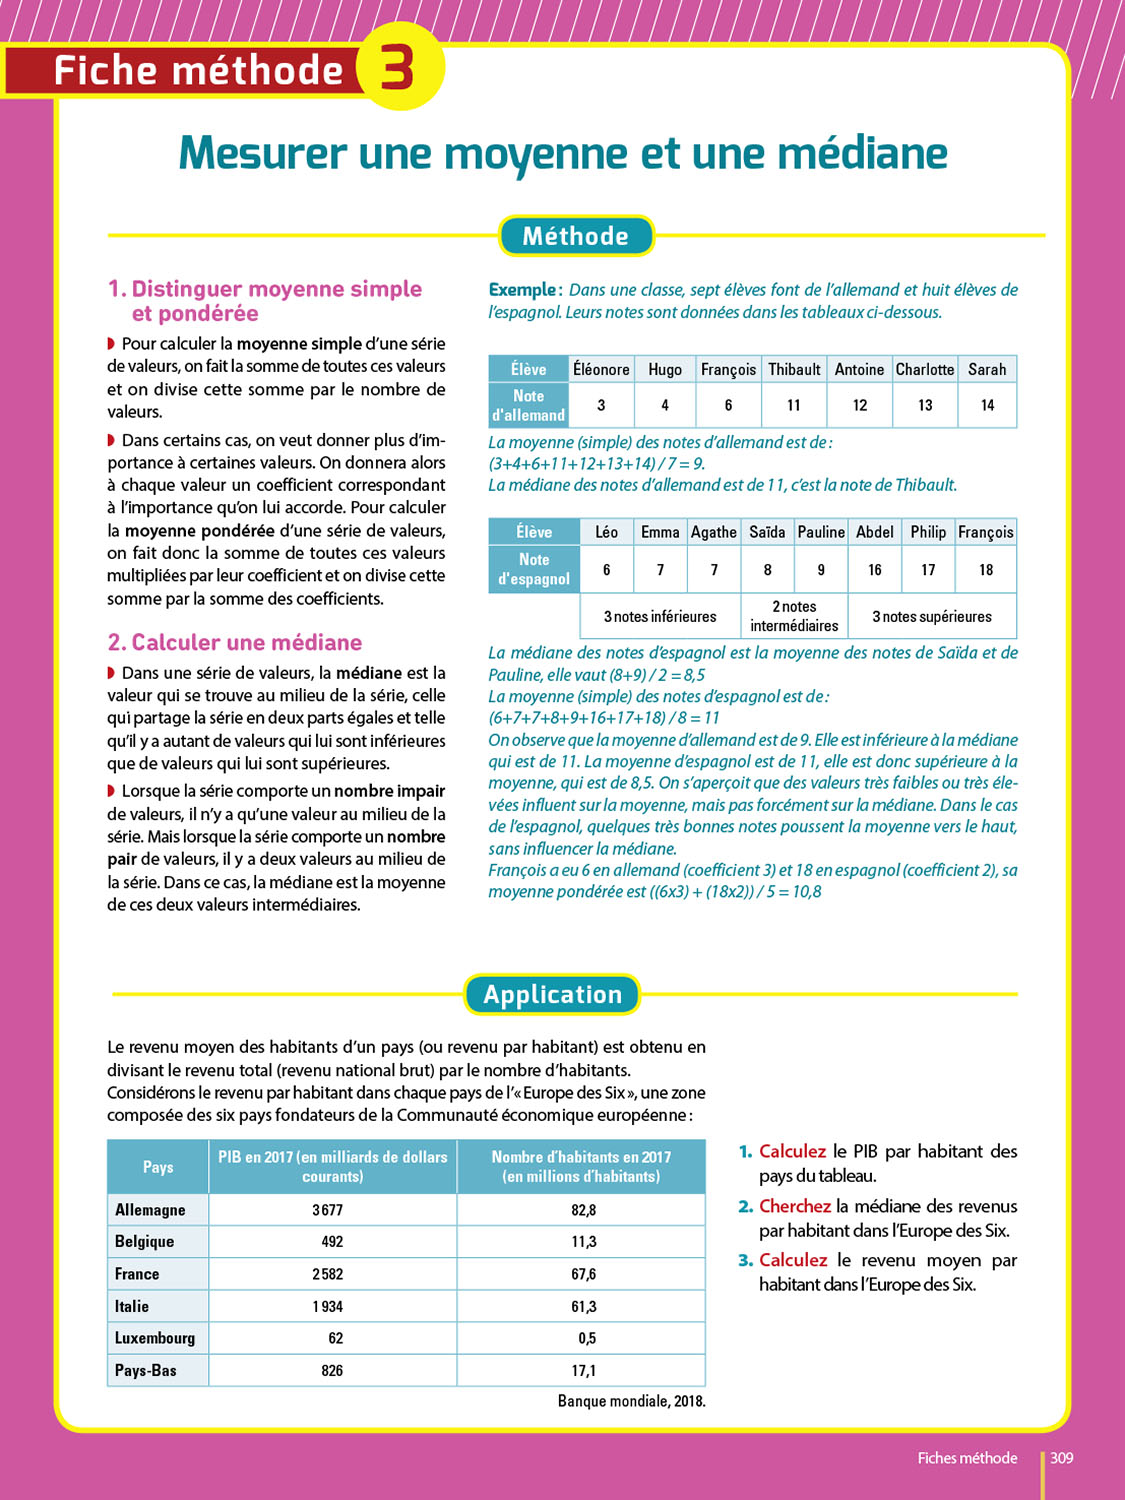 Fiche méthode 3
Mesurer une moyenne et une médiane
Méthode
1. Distinguer moyenne simple
et pondérée
Pour calculer la moyenne simple d'une série
de valeurs, on fait la somme de toutes ces valeurs
et on divise cette somme par le nombre de
valeurs.
Dans certains cas, on veut donner plus d'im-
portance à certaines valeurs. On donnera alors
à chaque valeur un coefficient correspondant
à l'importance qu'on lui accorde. Pour calculer
la moyenne pondérée d'une série de valeurs,
on fait donc la somme de toutes ces valeurs
multipliées par leur coefficient et on divise cette
somme par la somme des coefficients.
2. Calculer une médiane
Dans une série de valeurs, la médiane est la
valeur qui se trouve au milieu de la série, celle
qui partage la série en deux parts égales et telle
qu'il y a autant de valeurs qui lui sont inférieures
que de valeurs qui lui sont supérieures.
Lorsque la série comporte un nombre impair
de valeurs, il n'y a qu'une valeur au milieu de la
série. Mais lorsque la série comporte un nombre
pair de valeurs, il y a deux valeurs au milieu de
la série. Dans ce cas, la médiane est la moyenne
de ces deux valeurs intermédiaires.
Exemple : Dans une classe, sept élèves font de l'allemand et huit élèves de
l'espagnol. Leurs notes sont données dans les tableaux ci-dessous.
Élève Éléonore Hugo François Thibault Antoine Charlotte Sarah
Note
d'allemand 3 4 6 11 12 13 14
La moyenne (simple) des notes d'allemand est de :
(3+4+6+11+12+13+14) / 7 = 9.
La médiane des notes d'allemand est de 11, c'est la note de Thibault.
Élève Léo Emma Agathe Saïda Pauline Abdel Philip François
Note
d'espagnol 6 7 7 8 9 16 17 18
3 notes inférieures 2 notes
intermédiaires 3 notes supérieures
La médiane des notes d'espagnol est la moyenne des notes de Saïda et de
Pauline, elle vaut (8+9) / 2 = 8,5
La moyenne (simple) des notes d'espagnol est de :
(6+7+7+8+9+16+17+18) / 8 = 11
On observe que la moyenne d'allemand est de 9. Elle est inférieure à la médiane
qui est de 11. La moyenne d'espagnol est de 11, elle est donc supérieure à la
moyenne, qui est de 8,5. On s'aperçoit que des valeurs très faibles ou très éle-
vées influent sur la moyenne, mais pas forcément sur la médiane. Dans le cas
de l'espagnol, quelques très bonnes notes poussent la moyenne vers le haut,
sans influencer la médiane.
François a eu 6 en allemand (coefficient 3) et 18 en espagnol (coefficient 2), sa
moyenne pondérée est ((6x3) + (18x2)) / 5 = 10,8
Application
Le revenu moyen des habitants d'un pays (ou revenu par habitant) est obtenu en
divisant le revenu total (revenu national brut) par le nombre d'habitants.
Considérons le revenu par habitant dans chaque pays de l'« Europe des Six », une zone
composée des six pays fondateurs de la Communauté économique européenne :
Pays PIB en 2017 (en milliards de dollars
courants) Nombre d'habitants en 2017
(en millions d'habitants)
Allemagne 3 677 82,8
Belgique 492 11,3
France 2 582 67,6
Italie 1 934 61,3
Luxembourg 62 0,5
Pays-Bas 826 17,1
Banque mondiale, 2018.
1. Calculez le PIB par habitant des
pays du tableau.
2. Cherchez la médiane des revenus
par habitant dans l'Europe des Six.
3. Calculez le revenu moyen par
habitant dans l'Europe des Six.
Fiches méthode 309